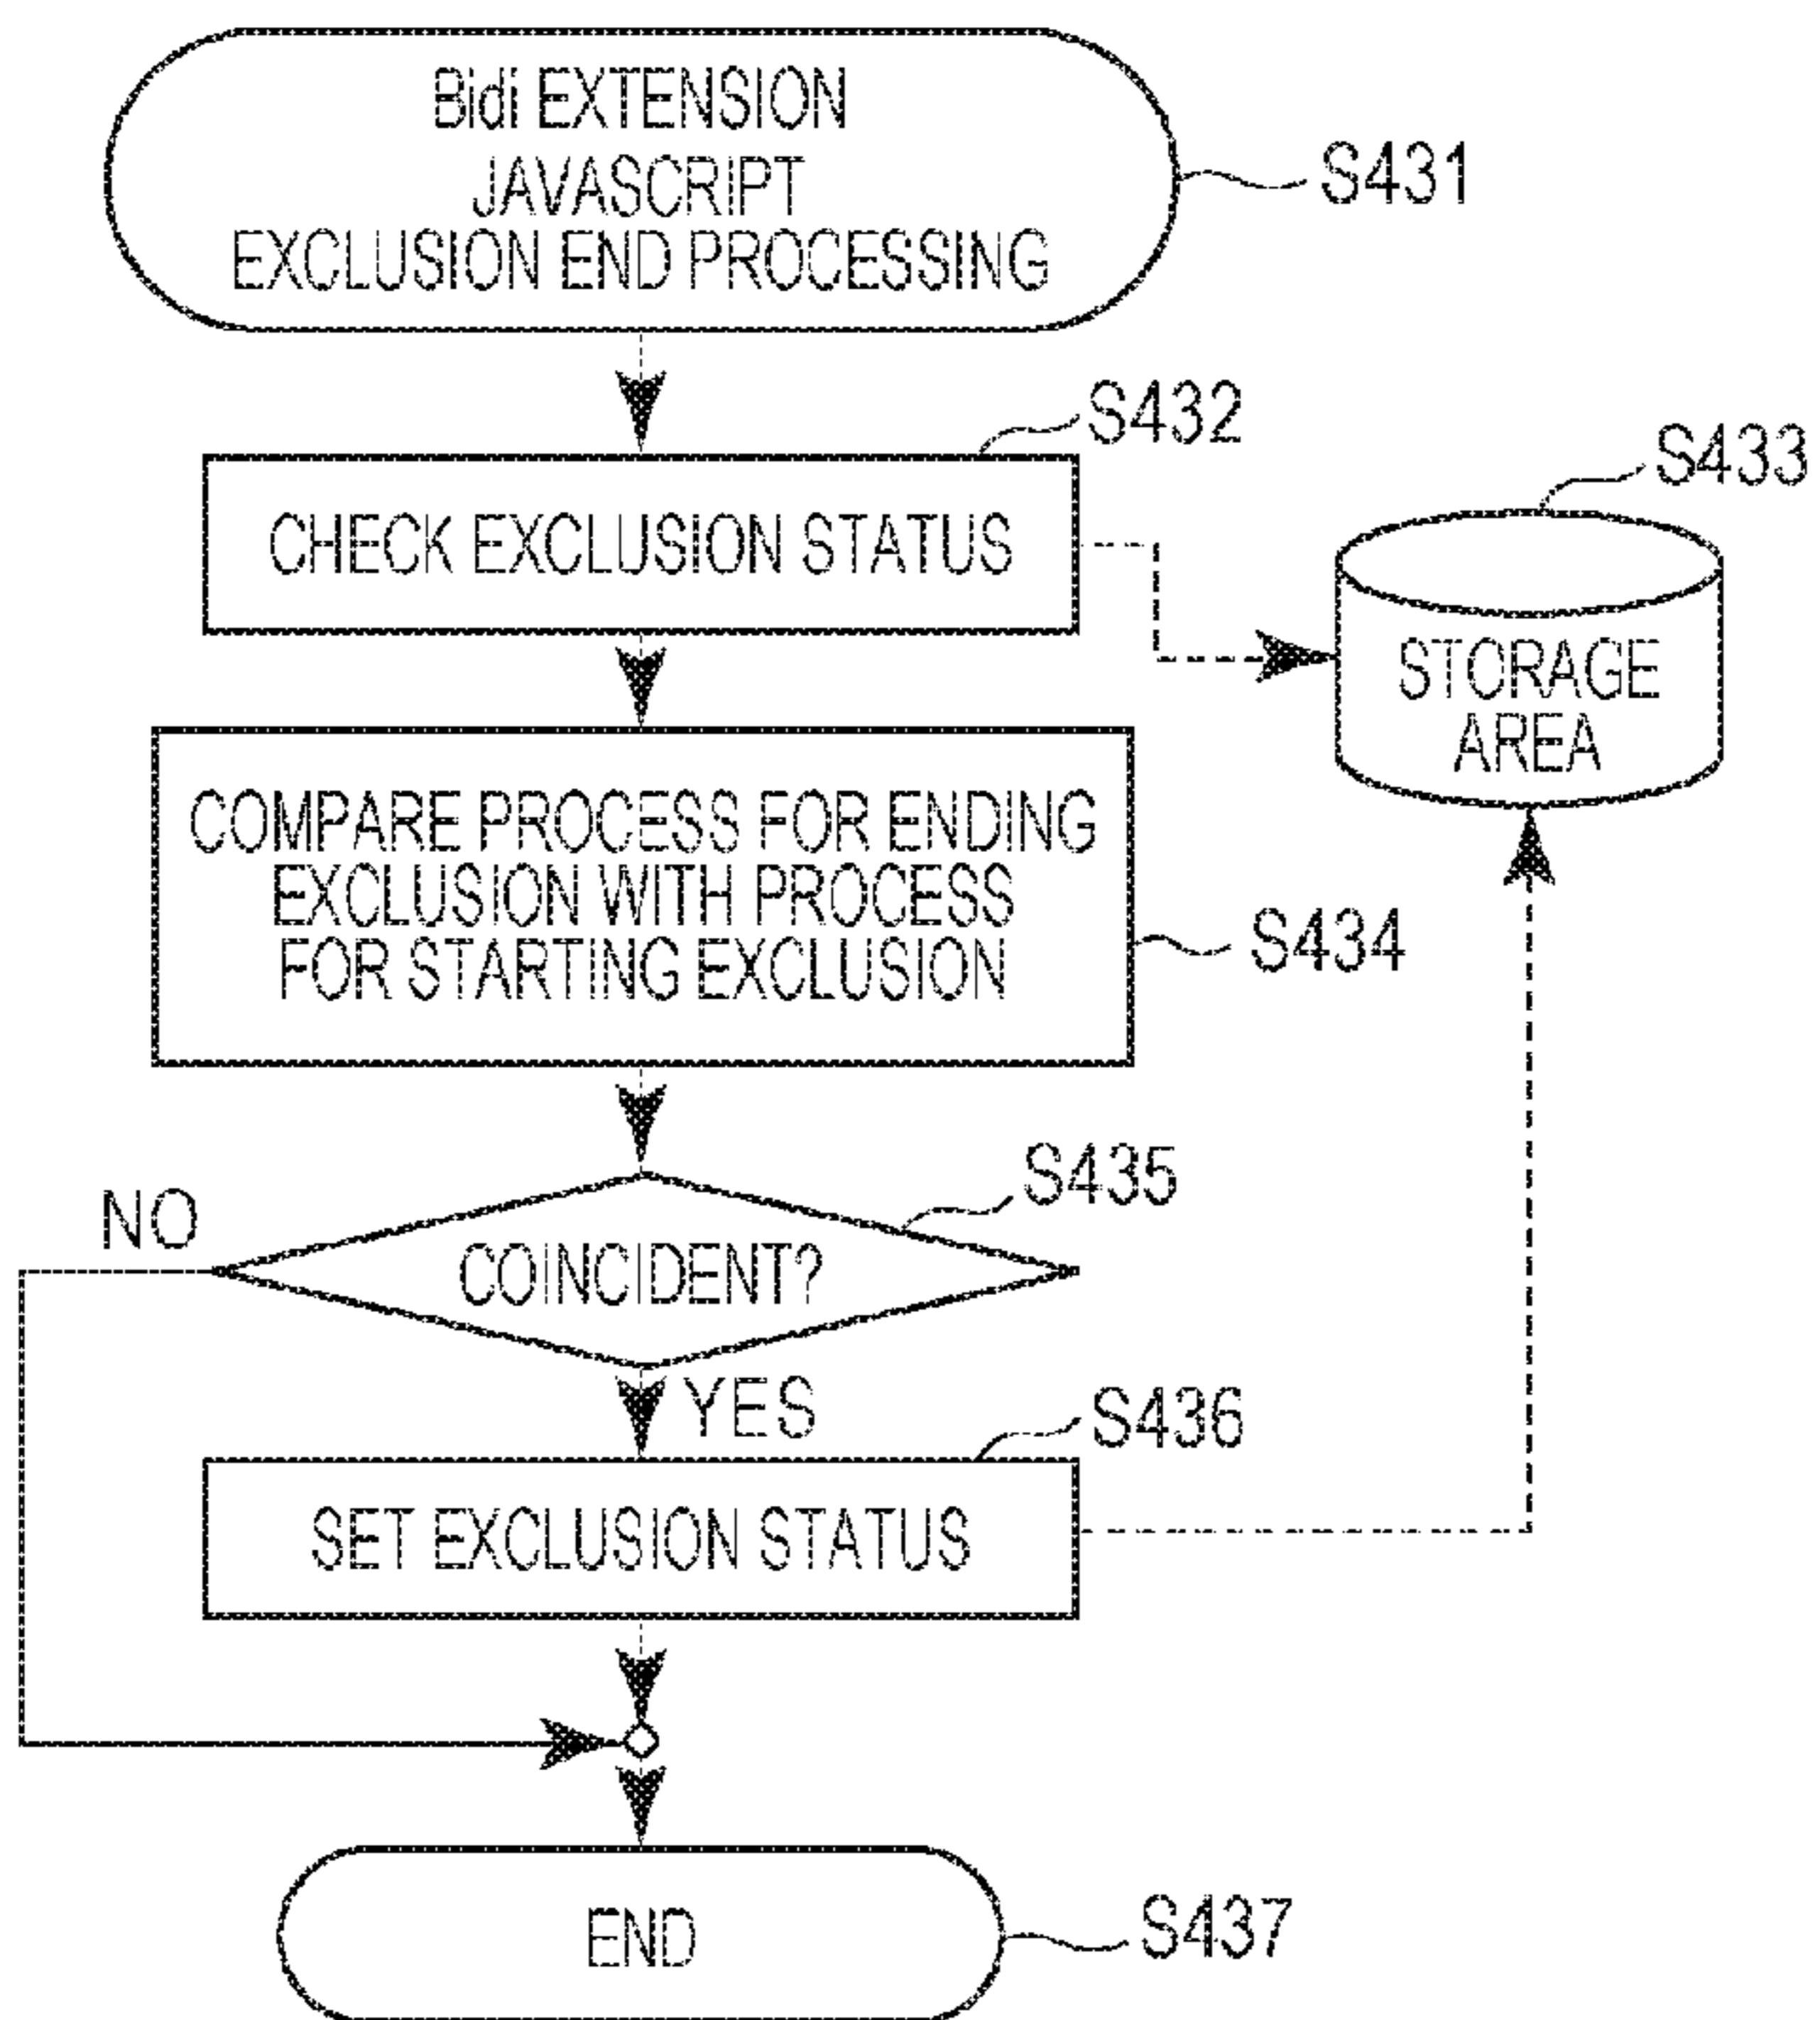 Bidi EXTENSION
JAVASCRIPT
EXCLUSION END PROCESSING
S431
S432
CHECK EXCLUSION STATUS
S433
STORAGE
AREA
COMPARE PROCESS FOR ENDING
EXCLUSION WITH PROCESS
FOR STARTING EXCLUSION
S434
S435
NO
COINCIDENT?
YES
S436
SET EXCLUSION STATUS
END
S437